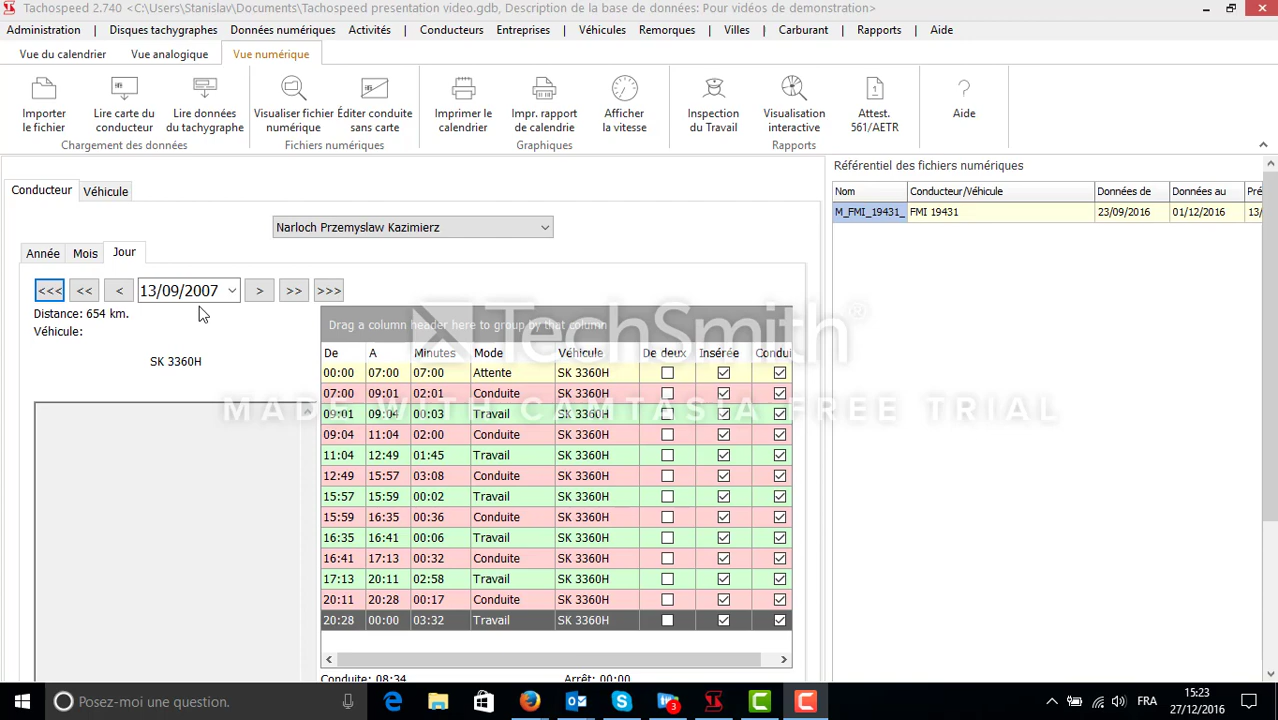 Tachospeed 2.740 <C:\Users\Stanislav\Documents\Tachospeed presentation video.gdb, Description de la base de données: Pour vidéos de demonstration>
Administration Disques tachygraphes Données numériques Activités Conducteurs Entreprises Véhicules Remorques Villes Carburant Rapports Aide
Vue du calendrier Vue analogique Vue numérique
Importer le fichier
Lire carte du conducteur
Lire données du tachygraphe
Visualiser fichier numérique
Éditer conduite sans carte
Imprimer le calendrier
Impr. rapport de calendrie
Afficher la vitesse
Inspection du Travail
Visualisation interactive
Attest. 561/AETR
Aide
Chargement des données Fichiers numériques Graphiques Rapports
Référentiel des fichiers numériques
Conducteur Véhicule
Nom Conducteur/Véhicule Données de Données au Pré
M_FMI_19431_ FMI 19431 23/09/2016 01/12/2016 13/
Narloch Przemyslaw Kazimierz
Année Mois Jour
<<< << < 13/09/2007 > >> >>>
Distance: 654 km.
Véhicule:
SK 3360H
Drag a column header here to group by that column
TechSmith®
MADE WITH CAMTASIA FREE TRIAL
De A Minutes Mode Véhicule De deux Insérée Condui
00:00 07:00 07:00 Attente SK 3360H
07:00 09:01 02:01 Conduite SK 3360H
09:01 09:04 00:03 Travail SK 3360H
09:04 11:04 02:00 Conduite SK 3360H
11:04 12:49 01:45 Travail SK 3360H
12:49 15:57 03:08 Conduite SK 3360H
15:57 15:59 00:02 Travail SK 3360H
15:59 16:35 00:36 Conduite SK 3360H
16:35 16:41 00:06 Travail SK 3360H
16:41 17:13 00:32 Conduite SK 3360H
17:13 20:11 02:58 Travail SK 3360H
20:11 20:28 00:17 Conduite SK 3360H
20:28 00:00 03:32 Travail SK 3360H
Conduite: 08:34 Arrêt: 00:00
Posez-moi une question.
3
FRA
15:23
27/12/2016